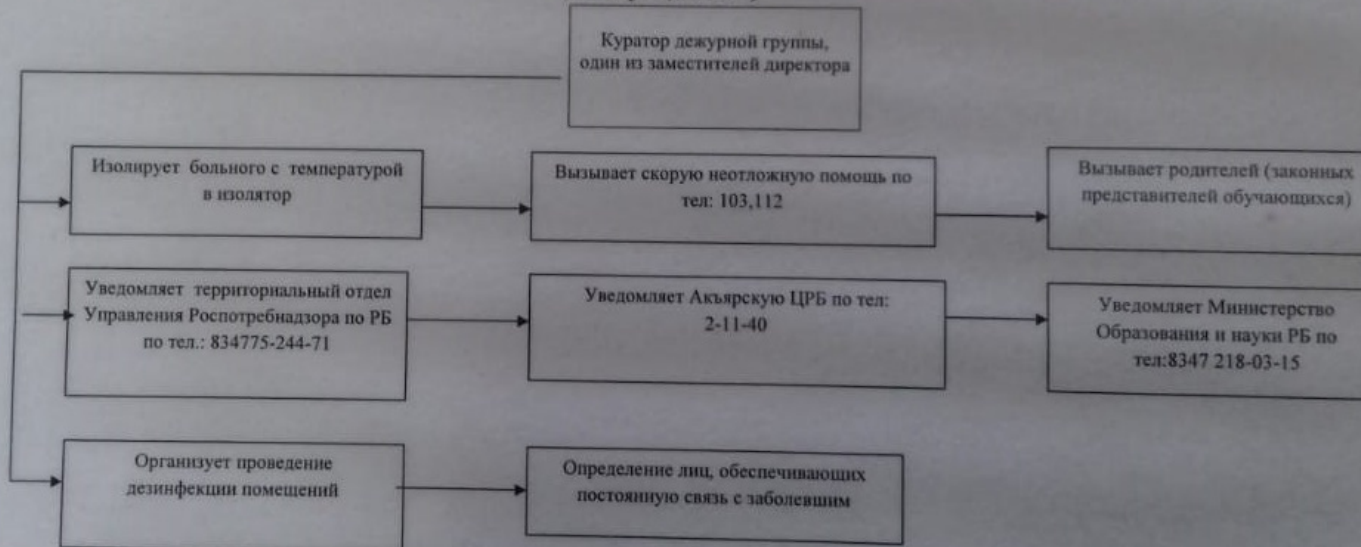 Куратор дежурной группы,
один из заместителей директора
Изолирует больного с температурой
в изолятор
Вызывает скорую неотложную помощь по
тел: 103,112
Вызывает родителей (законных
представителей обучающихся)
Уведомляет территориальный отдел
Управления Роспотребнадзора по РБ
по тел.: 834775-244-71
Уведомляет Акъярскую ЦРБ по тел:
2-11-40
Уведомляет Министерство
Образования и науки РБ по
тел:8347 218-03-15
Организует проведение
дезинфекции помещений
Определение лиц, обеспечивающих
постоянную связь с заболевшим